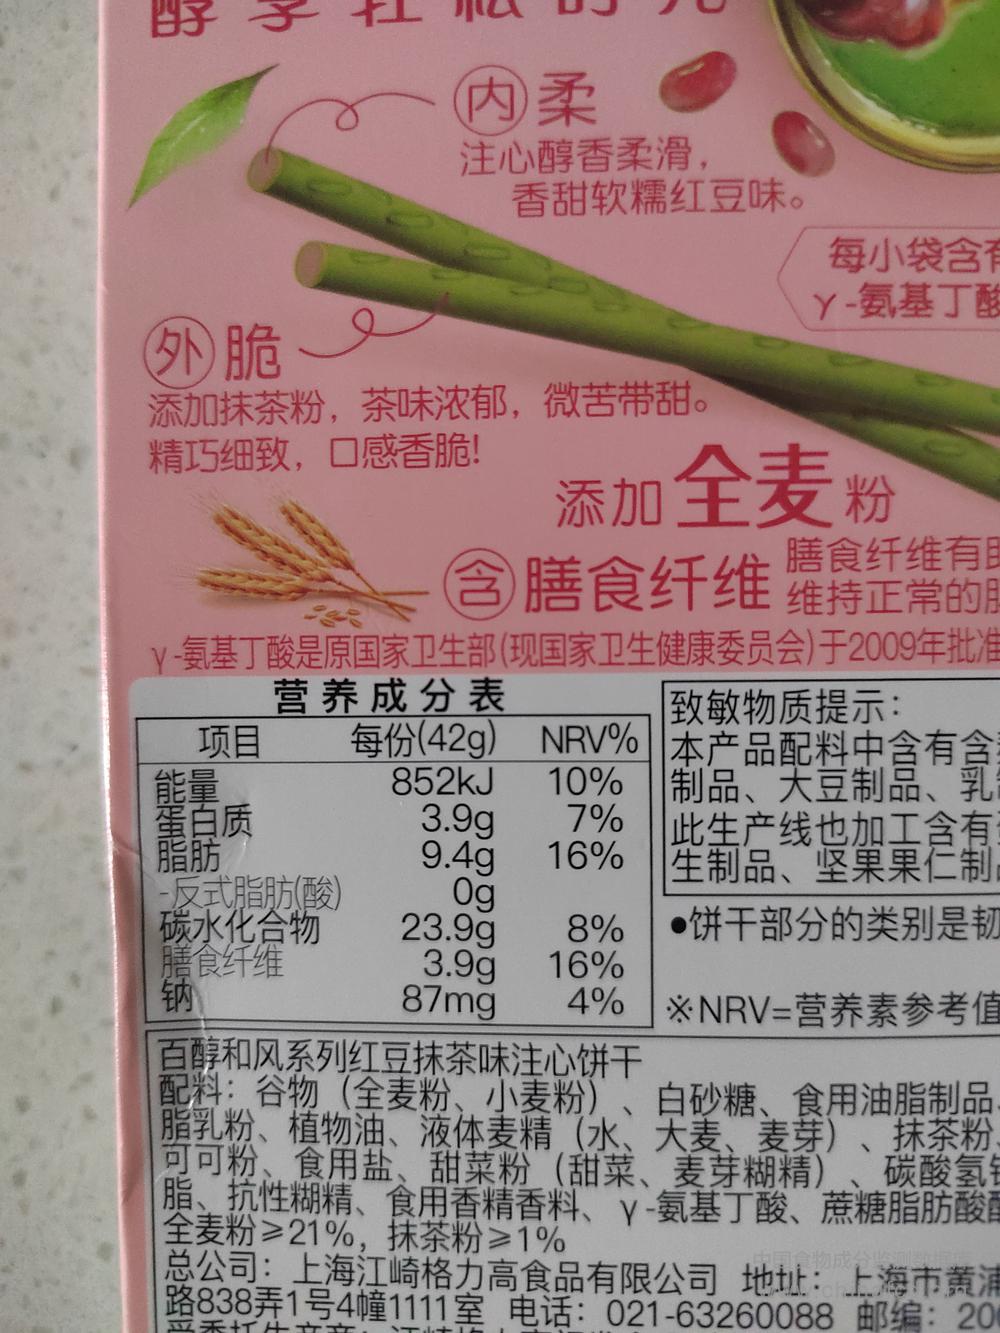 醇享轻松时光
内柔
注心醇香柔滑，
香甜软糯红豆味。
每小袋含有
γ-氨基丁酸
外脆
添加抹茶粉，茶味浓郁，微苦带甜。
精巧细致，口感香脆!
添加全麦粉
含膳食纤维
膳食纤维有
维持正常的
γ-氨基丁酸是原国家卫生部(现国家卫生健康委员会)于2009年批准
营养成分表
项目 每份(42g) NRV%
能量 852kJ 10%
蛋白质 3.9g 7%
脂肪 9.4g 16%
-反式脂肪(酸) 0g
碳水化合物 23.9g 8%
膳食纤维 3.9g 16%
钠 87mg 4%
致敏物质提示：
本产品配料中含有含
制品、大豆制品、乳
此生产线也加工含有
生制品、坚果果仁制
●饼干部分的类别是韧
※NRV=营养素参考值
百醇和风系列红豆抹茶味注心饼干
配料：谷物（全麦粉、小麦粉）、白砂糖、食用油脂制品、
脂乳粉、植物油、液体麦精（水、大麦、麦芽）、抹茶粉、
可可粉、食用盐、甜菜粉（甜菜、麦芽糊精）、碳酸氢
脂、抗性糊精、食用香精香料、γ-氨基丁酸、蔗糖脂肪酸
全麦粉≥21%，抹茶粉≥1%
总公司：上海江崎格力高食品有限公司 地址：上海市黄浦
路838弄1号4幢1111室 电话：021-63260088 邮编：20
中国食物成分监测数据库